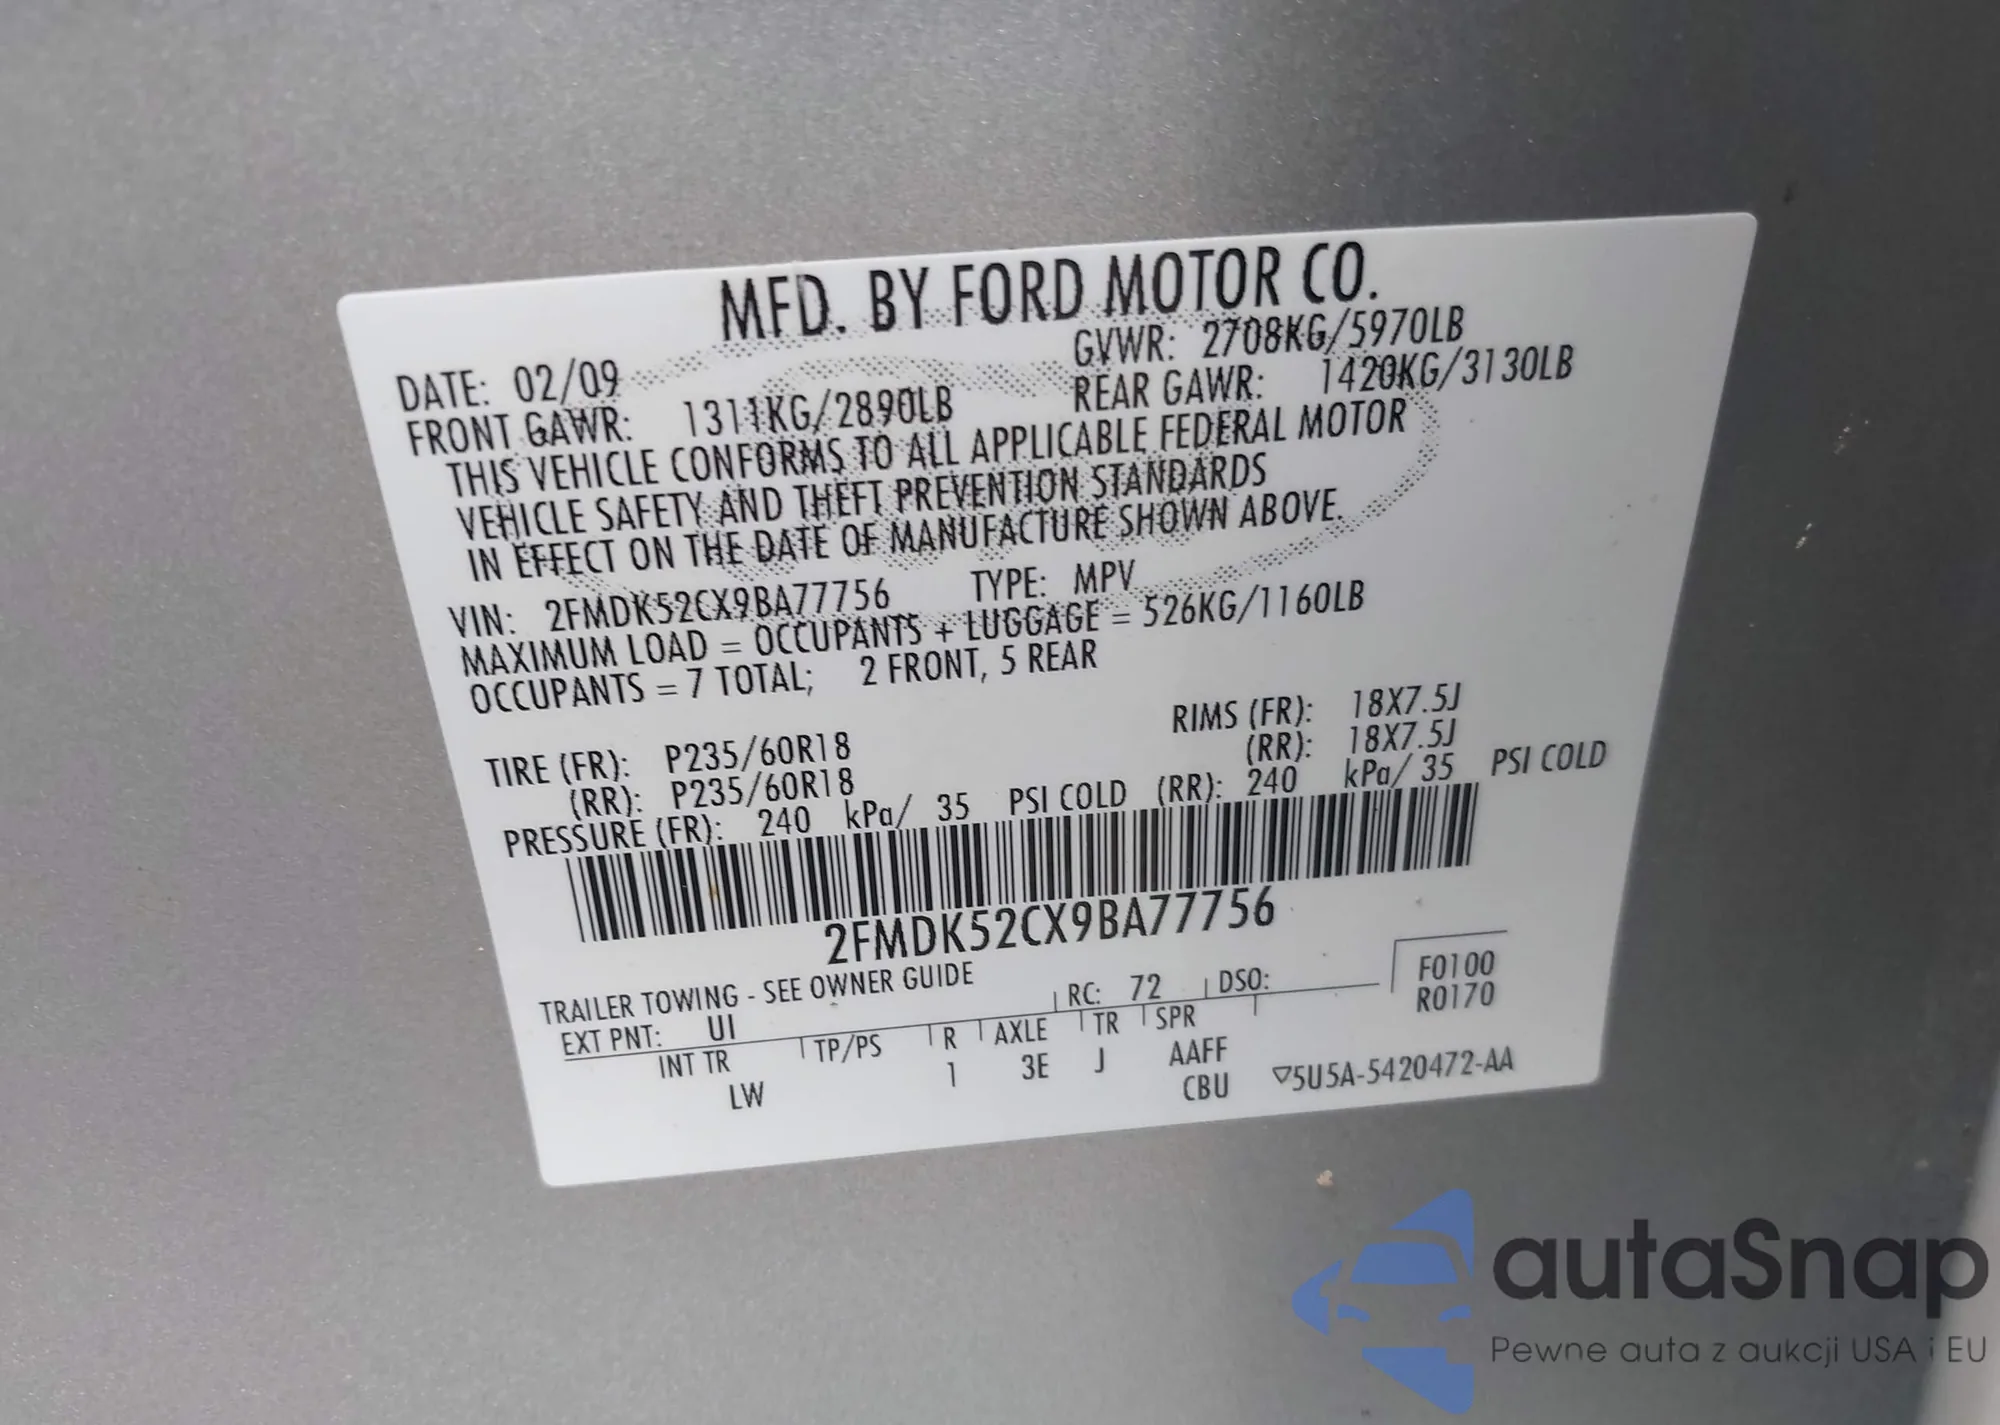 MFD. BY FORD MOTOR CO.
DATE: 02/09 GVWR: 2708KG/5970LB
FRONT GAWR: 1311KG/2890LB REAR GAWR: 1420KG/3130LB
THIS VEHICLE CONFORMS TO ALL APPLICABLE FEDERAL MOTOR
VEHICLE SAFETY AND THEFT PREVENTION STANDARDS
IN EFFECT ON THE DATE OF MANUFACTURE SHOWN ABOVE.
VIN: 2FMDK52CX9BA77756 TYPE: MPV
MAXIMUM LOAD = OCCUPANTS + LUGGAGE = 526KG/1160LB
OCCUPANTS = 7 TOTAL; 2 FRONT, 5 REAR
TIRE (FR): P235/60R18 RIMS (FR): 18X7.5J
(RR): P235/60R18 (RR): 18X7.5J
PRESSURE (FR): 240 kPa/ 35 PSI COLD (RR): 240 kPa/ 35 PSI COLD
2FMDK52CX9BA77756
TRAILER TOWING - SEE OWNER GUIDE
EXT PNT: UI RC: 72 DSO: F0100
R0170
INT TR TP/PS R AXLE TR SPR
LW 1 3E J AAFF
CBU ▽5U5A-5420472-AA
autaSnap
Pewne auta z aukcji USA i EU